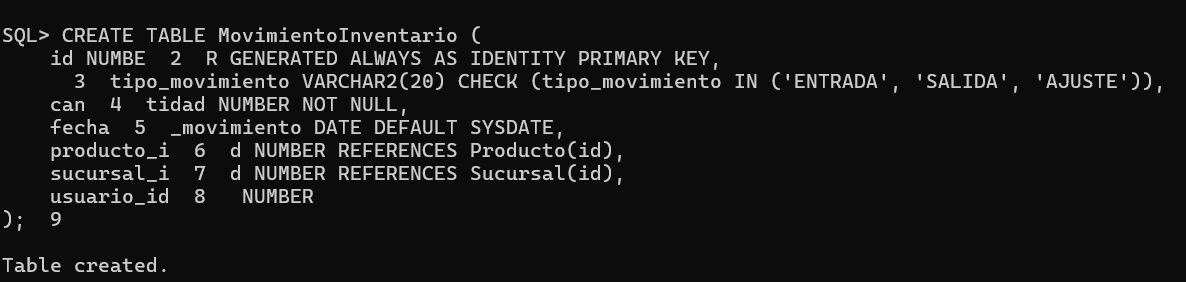 SQL> CREATE TABLE MovimientoInventario (
    id NUMBE  2  R GENERATED ALWAYS AS IDENTITY PRIMARY KEY,
      3  tipo_movimiento VARCHAR2(20) CHECK (tipo_movimiento IN ('ENTRADA', 'SALIDA', 'AJUSTE')),
    can  4  tidad NUMBER NOT NULL,
    fecha  5  _movimiento DATE DEFAULT SYSDATE,
    producto_i  6  d NUMBER REFERENCES Producto(id),
    sucursal_i  7  d NUMBER REFERENCES Sucursal(id),
    usuario_id  8   NUMBER
);  9
Table created.